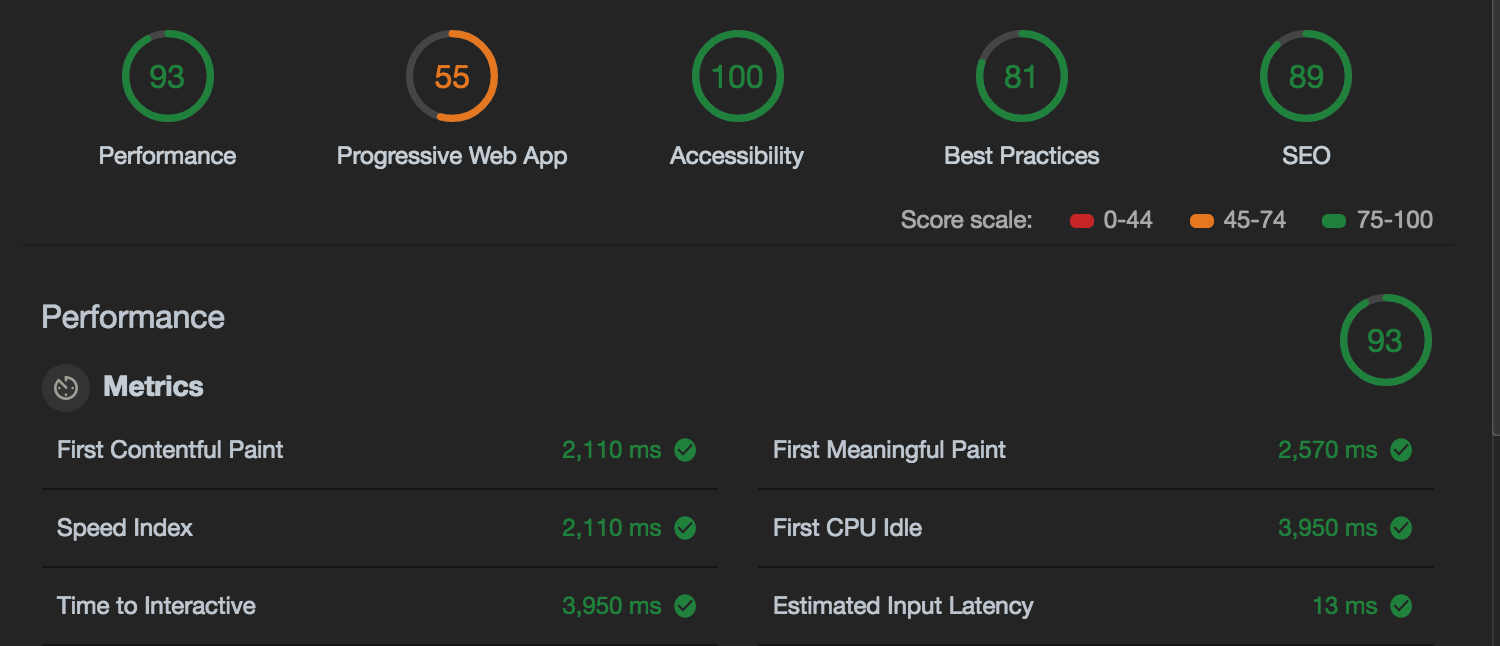 93 55 100 81 89
Performance Progressive Web App Accessibility Best Practices SEO
Score scale: 0-44 45-74 75-100
Performance 93
Metrics
First Contentful Paint 2,110 ms First Meaningful Paint 2,570 ms
Speed Index 2,110 ms First CPU Idle 3,950 ms
Time to Interactive 3,950 ms Estimated Input Latency 13 ms